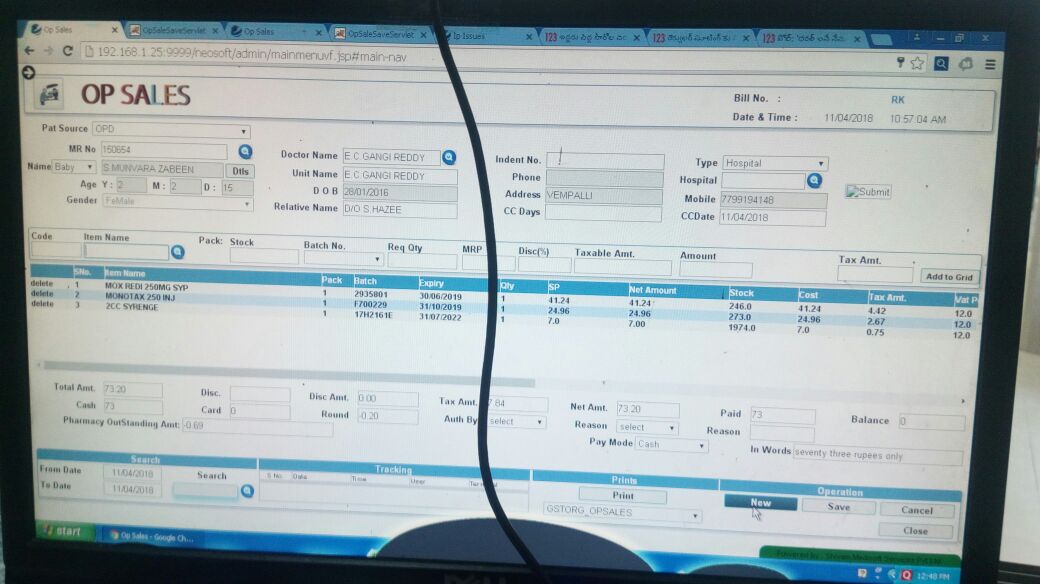 Op Sales OpSaleSaveServlet Op Sales OpSaleSaveServlet Ip Issues
192.168.1.25:9999/neosoft/admin/mainmenuvf.jsp#main-nav
OP SALES
Bill No. : RK
Date & Time : 11/04/2018 10:57:04 AM
Pat Source OPD
MR No 150654 Doctor Name E.C.GANGI REDDY Indent No. Type Hospital
Name Baby S.MUNVARA ZABEEN Dtls Unit Name E.C.GANGI REDDY Phone Hospital
Age Y: 2 M: 2 D: 15 D O B 28/01/2016 Address VEMPALLI Mobile 7799194148 Submit
Gender FeMale Relative Name D/O S HAZEE CC Days CCDate 11/04/2018
Code Item Name Pack: Stock Batch No. Req Qty MRP Disc(%) Taxable Amt. Amount Tax Amt. Add to Grid
SNo. Item Name Pack Batch Expiry Qty SP Net Amount Stock Cost Tax Amt. Vat P
delete 1 MOX REDI 250MG SYP 1 2935801 30/06/2019 1 41.24 41.24 246.0 41.24 4.42 12.0
delete 2 MONOTAX 250 INJ 1 F700229 31/10/2019 1 24.96 24.96 273.0 24.96 2.67 12.0
delete 3 2CC SYRENGE 1 17H2161E 31/07/2022 1 7.0 7.00 1974.0 7.0 0.75 12.0
Total Amt. 73.20 Disc. Disc Amt. 0.00 Tax Amt. 7.84 Net Amt. 73.20 Paid 73 Balance 0
Cash 73 Card 0 Round -0.20 Auth By select Reason select Reason
Pharmacy OutStanding Amt: -0.69 Pay Mode Cash In Words seventy three rupees only
Search Tracking Prints Operation
From Date 11/04/2018 Search S No. Date Time User Terminal Print New Save Cancel
To Date 11/04/2018 GSTORG_OPSALES Close
start Op Sales - Google Ch...
12:48 PM